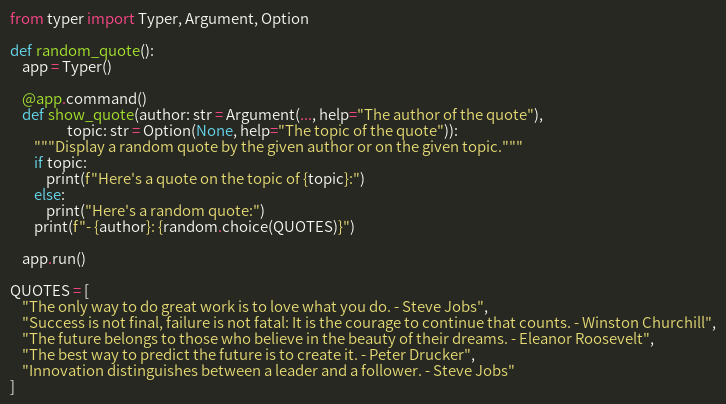 from typer import Typer, Argument, Option

def random_quote():
    app = Typer()

    @app.command()
    def show_quote(author: str = Argument(..., help="The author of the quote"),
                   topic: str = Option(None, help="The topic of the quote")):
        """Display a random quote by the given author or on the given topic."""
        if topic:
            print(f"Here's a quote on the topic of {topic}:")
        else:
            print("Here's a random quote:")
        print(f"- {author}: {random.choice(QUOTES)}")

    app.run()

QUOTES = [
    "The only way to do great work is to love what you do. - Steve Jobs",
    "Success is not final, failure is not fatal: It is the courage to continue that counts. - Winston Churchill",
    "The future belongs to those who believe in the beauty of their dreams. - Eleanor Roosevelt",
    "The best way to predict the future is to create it. - Peter Drucker",
    "Innovation distinguishes between a leader and a follower. - Steve Jobs"
]